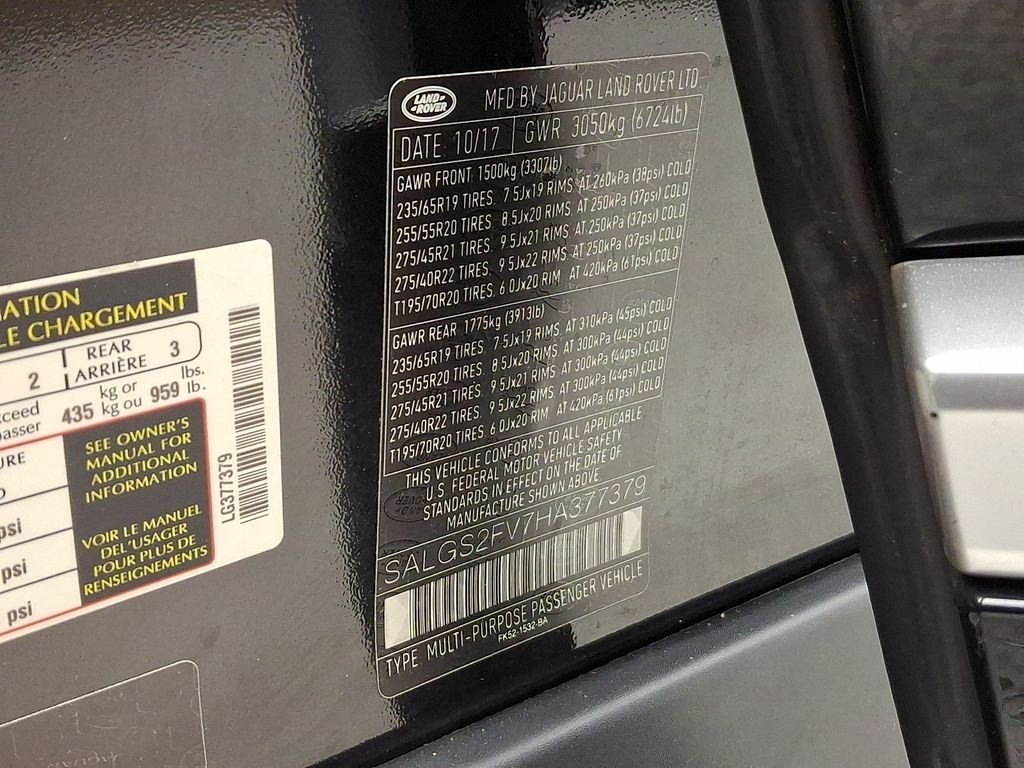 MATION
LE CHARGEMENT
2
REAR
ARRIÈRE
3
435 kg or
kg ou 959 lbs.
lb.
SEE OWNER'S
MANUAL FOR
ADDITIONAL
INFORMATION
VOIR LE MANUEL
DEL'USAGER
POUR PLUS DE
RENSEIGNEMENTS
psi
psi
psi
LG377379
LAND-
-ROVER
MFD BY JAGUAR LAND ROVER LTD
DATE 10/17 GWR 3050kg (6724lb)
GAWR FRONT 1500kg (3307lb)
235/65R19 TIRES. 7.5Jx19 RIMS. AT 260kPa (38psi) COLD
255/55R20 TIRES. 8.5Jx20 RIMS. AT 250kPa (37psi) COLD
275/45R21 TIRES. 9.5Jx21 RIMS. AT 250kPa (37psi) COLD
275/40R22 TIRES. 9.5Jx22 RIMS. AT 250kPa (37psi) COLD
T195/70R20 TIRES. 6.0Jx20 RIM. AT 420kPa (61psi) COLD
GAWR REAR 1775kg (3913lb)
235/65R19 TIRES. 7.5Jx19 RIMS. AT 310kPa (45psi) COLD
255/55R20 TIRES. 8.5Jx20 RIMS. AT 300kPa (44psi) COLD
275/45R21 TIRES. 9.5Jx21 RIMS. AT 300kPa (44psi) COLD
275/40R22 TIRES. 9.5Jx22 RIMS. AT 300kPa (44psi) COLD
T195/70R20 TIRES. 6.0Jx20 RIM. AT 420kPa (61psi) COLD
THIS VEHICLE CONFORMS TO ALL APPLICABLE
U.S. FEDERAL MOTOR VEHICLE SAFETY
STANDARDS IN EFFECT ON THE DATE OF
MANUFACTURE SHOWN ABOVE
SALGS2FV7HA377379
TYPE. MULTI-PURPOSE PASSENGER VEHICLE
FK52-1532-BA